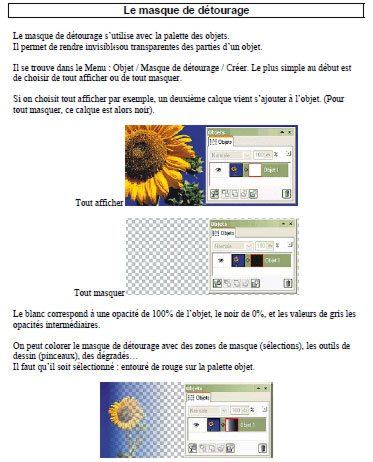 Le masque de détourage
Le masque de détourage s'utilise avec la palette des objets.
Il permet de rendre invisiblesou transparentes des parties d'un objet.
Il se trouve dans le Menu : Objet / Masque de détourage / Créer. Le plus simple au début est
de choisir de tout afficher ou de tout masquer.
Si on choisit tout afficher par exemple, un deuxième calque vient s'ajouter à l'objet. (Pour
tout masquer, ce calque est alors noir).
Objets
Objets
Normale 100 %
Objet 1
Tout afficher
Objets
Objets
Normale 100 %
Objet 1
Tout masquer
Le blanc correspond à une opacité de 100% de l'objet, le noir de 0%, et les valeurs de gris les
opacités intermédiaires.
On peut colorer le masque de détourage avec des zones de masque (sélections), les outils de
dessin (pinceaux), des dégradés…
Il faut qu'il soit sélectionné : entouré de rouge sur la palette objet.
Objets
Objets
Normale 100 %
Objet 1